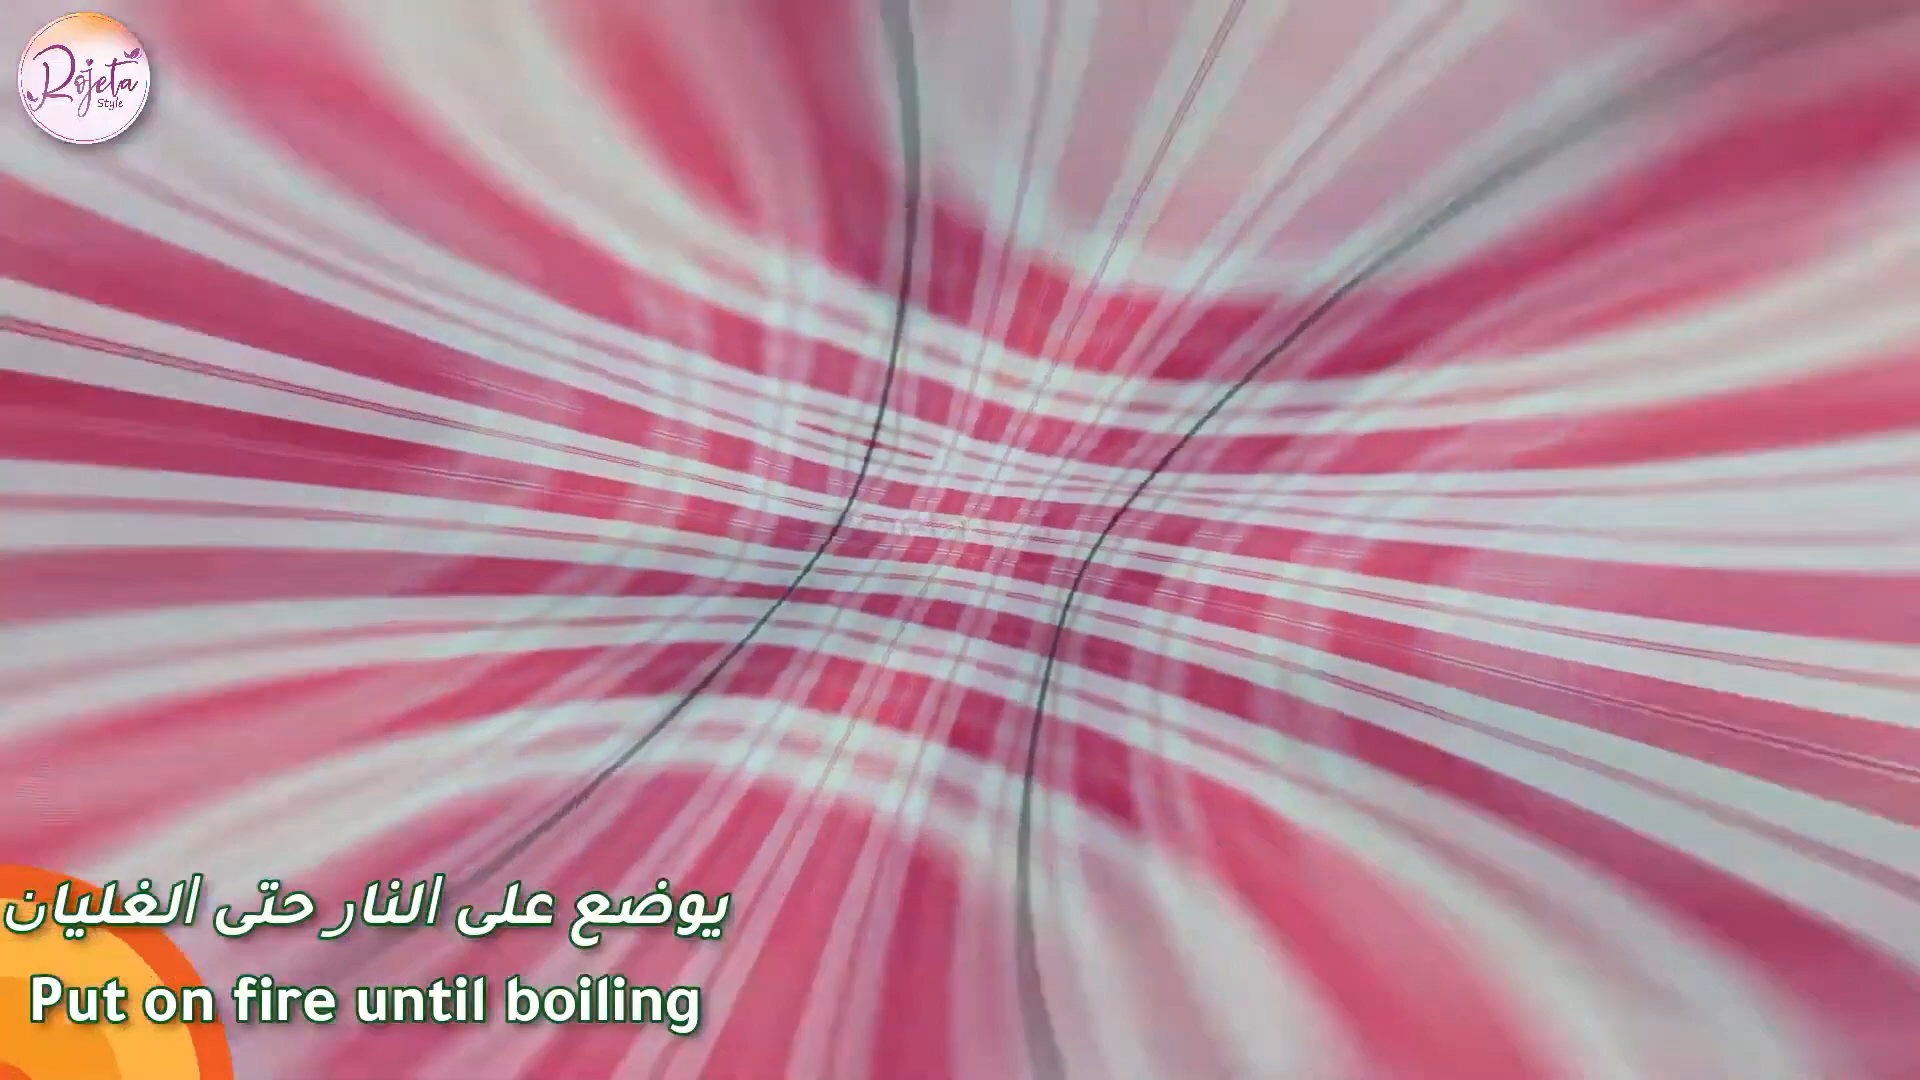 Rojeta
Style
يوضع على النار حتى الغليان
Put on fire until boiling